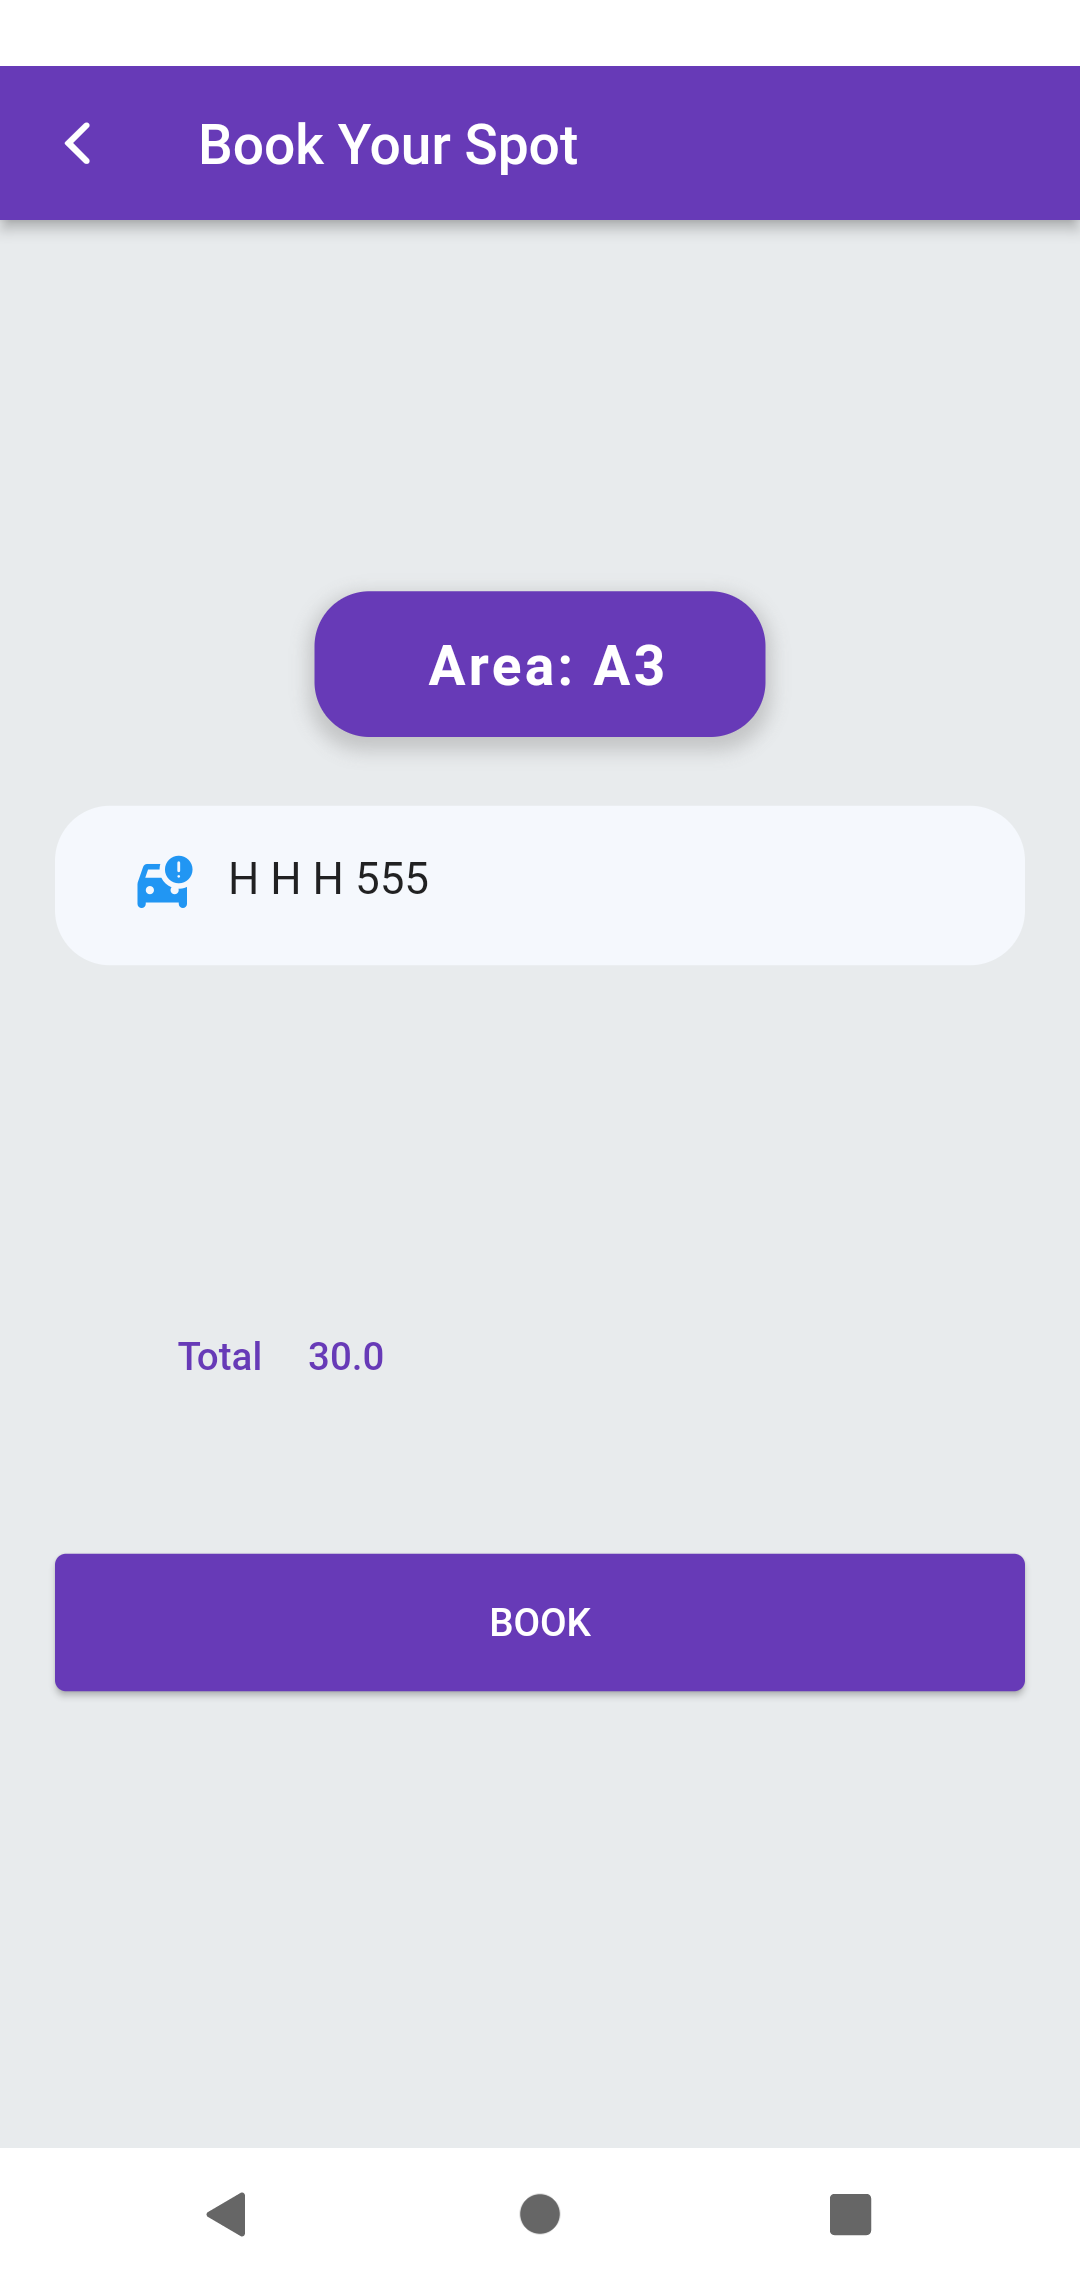 Book Your Spot
Area: A3
H H H 555
Total 30.0
BOOK